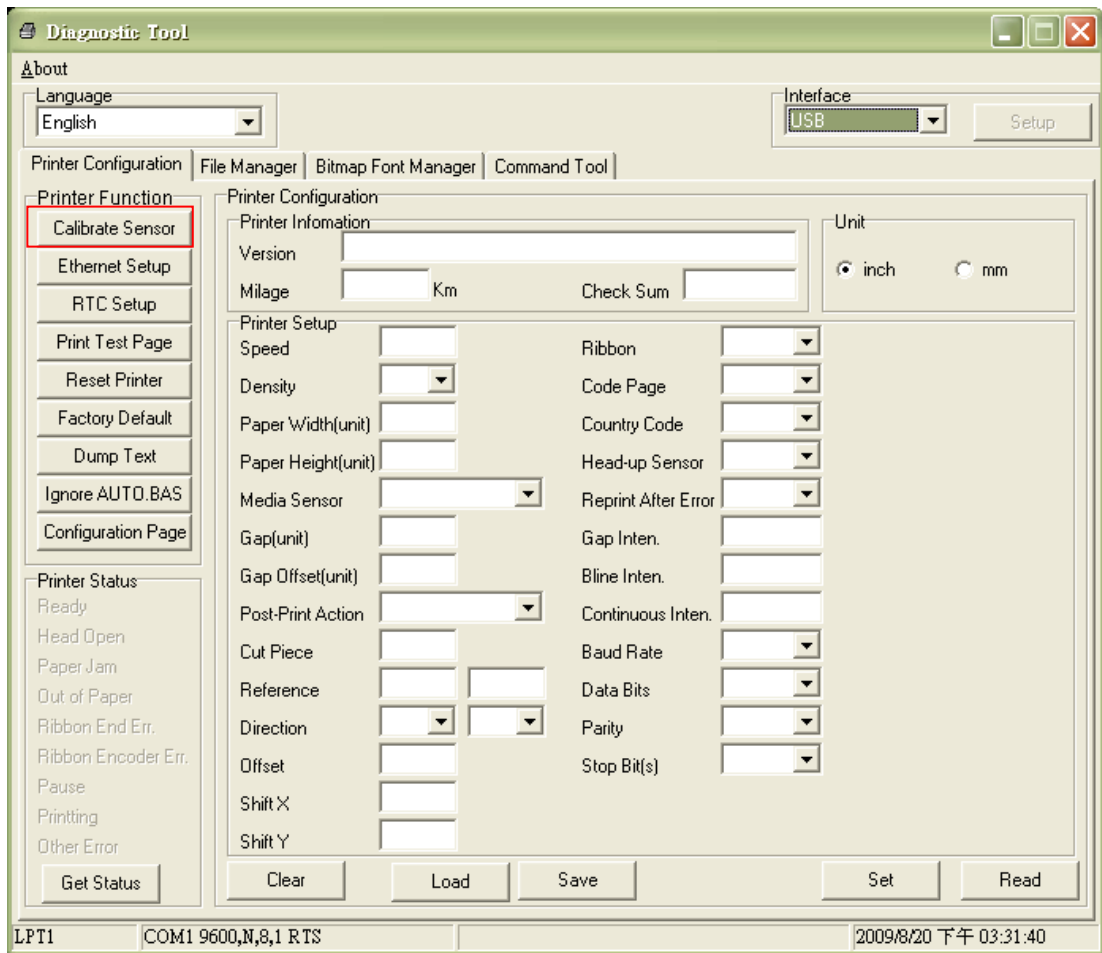 Diagnostic Tool
About
Language
English
Interface
USB
Setup
Printer Configuration
File Manager
Bitmap Font Manager
Command Tool
Printer Function
Calibrate Sensor
Ethernet Setup
RTC Setup
Print Test Page
Reset Printer
Factory Default
Dump Text
Ignore AUTO.BAS
Configuration Page
Printer Status
Ready
Head Open
Paper Jam
Out of Paper
Ribbon End Err.
Ribbon Encoder Err.
Pause
Printting
Other Error
Get Status
Printer Configuration
Printer Infomation
Version
Milage Km Check Sum
Unit
inch mm
Printer Setup
Speed
Density
Paper Width(unit)
Paper Height(unit)
Media Sensor
Gap(unit)
Gap Offset(unit)
Post-Print Action
Cut Piece
Reference
Direction
Offset
Shift X
Shift Y
Ribbon
Code Page
Country Code
Head-up Sensor
Reprint After Error
Gap Inten.
Bline Inten.
Continuous Inten.
Baud Rate
Data Bits
Parity
Stop Bit(s)
Clear
Load
Save
Set
Read
LPT1
COM1 9600,N,8,1 RTS
2009/8/20 下午 03:31:40